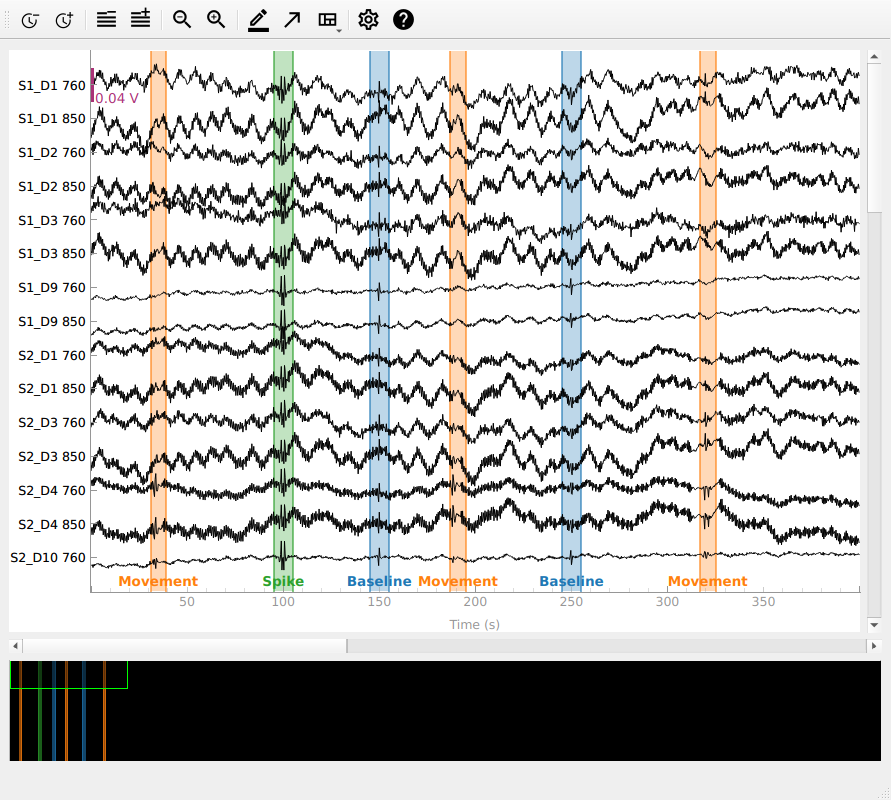 S1_D1 760
0.04 V
S1_D1 850
S1_D2 760
S1_D2 850
S1_D3 760
S1_D3 850
S1_D9 760
S1_D9 850
S2_D1 760
S2_D1 850
S2_D3 760
S2_D3 850
S2_D4 760
S2_D4 850
S2_D10 760
Movement Spike Baseline Movement Baseline Movement
50 100 150 200 250 300 350
Time (s)